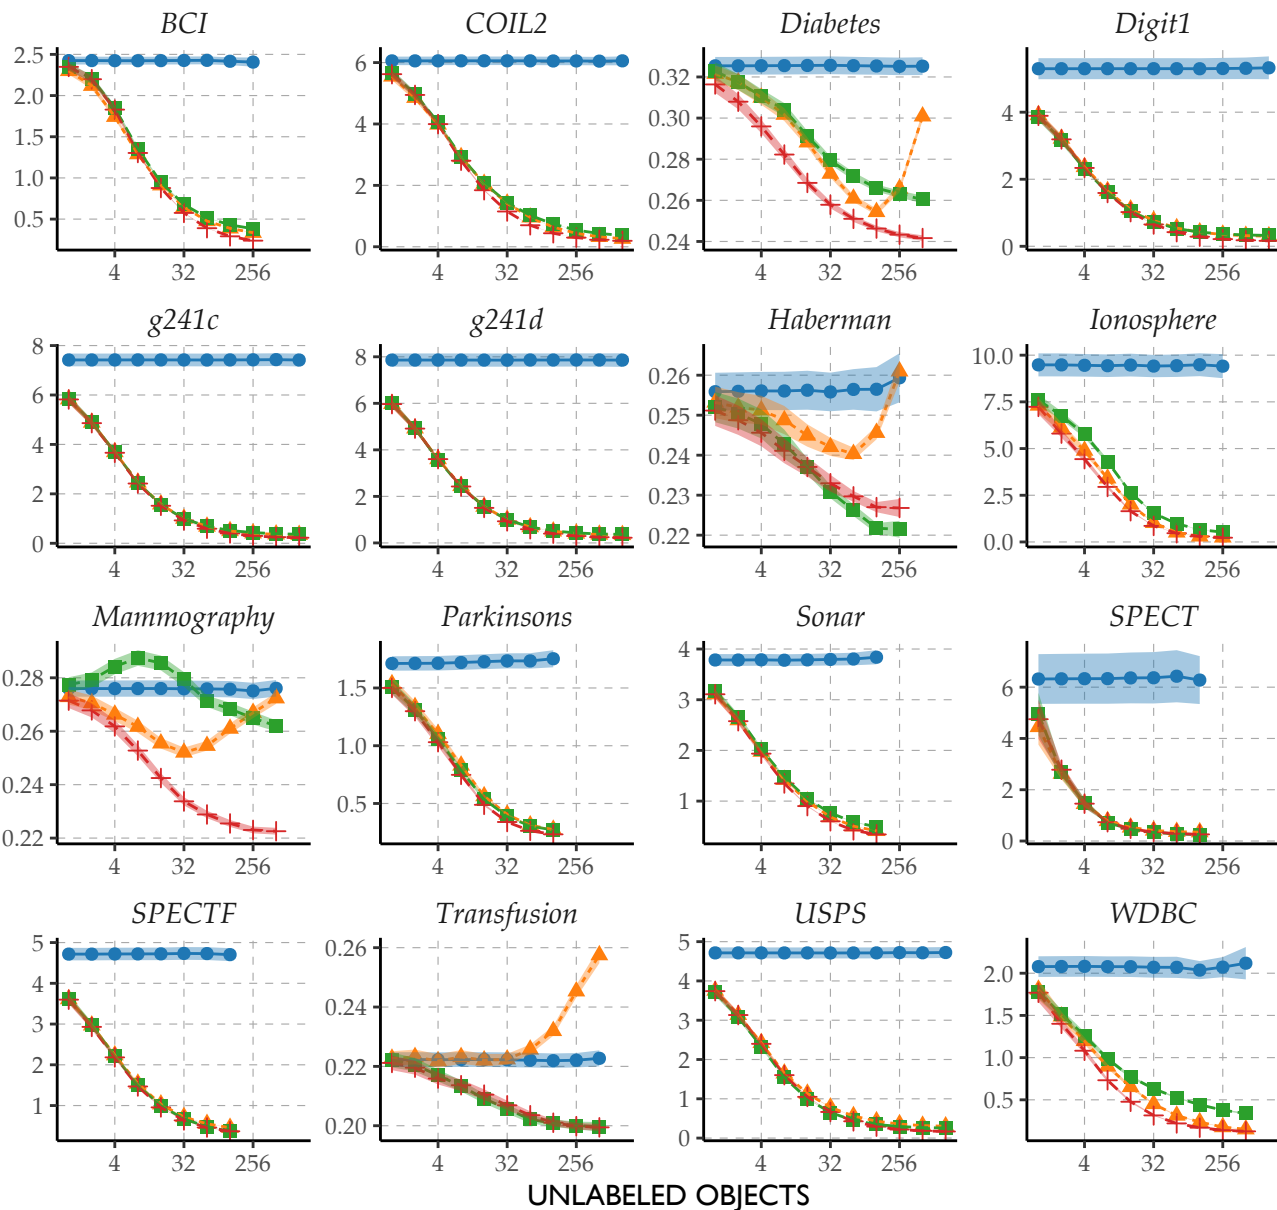 BCI COIL2 Diabetes Digit1
2.5 2.0 1.5 1.0 0.5
6 4 2 0
0.32 0.30 0.28 0.26 0.24
4 2 0
4 32 256 4 32 256 4 32 256 4 32 256
g241c g241d Haberman Ionosphere
8 6 4 2 0
8 6 4 2 0
0.26 0.25 0.24 0.23 0.22
10.0 7.5 5.0 2.5 0.0
4 32 256 4 32 256 4 32 256 4 32 256
Mammography Parkinsons Sonar SPECT
0.28 0.26 0.24 0.22
1.5 1.0 0.5
4 3 2 1
6 4 2 0
4 32 256 4 32 256 4 32 256 4 32 256
SPECTF Transfusion USPS WDBC
5 4 3 2 1
0.26 0.24 0.22 0.20
5 4 3 2 1 0
2.0 1.5 1.0 0.5
4 32 256 4 32 256 4 32 256 4 32 256
UNLABELED OBJECTS